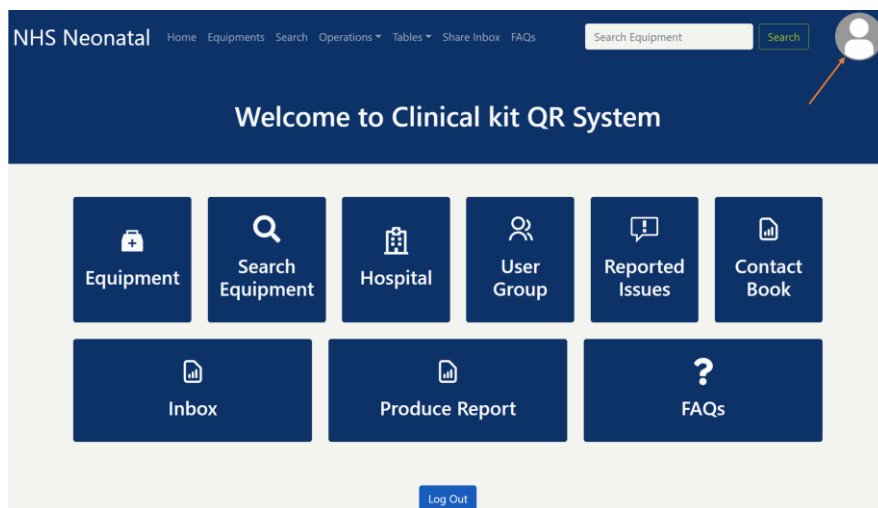 NHS Neonatal Home Equipments Search Operations Tables Share Inbox FAQs Search Equipment Search
Welcome to Clinical kit QR System
Equipment
Search
Equipment
Hospital
User
Group
Reported
Issues
Contact
Book
Inbox
Produce Report
FAQs
Log Out